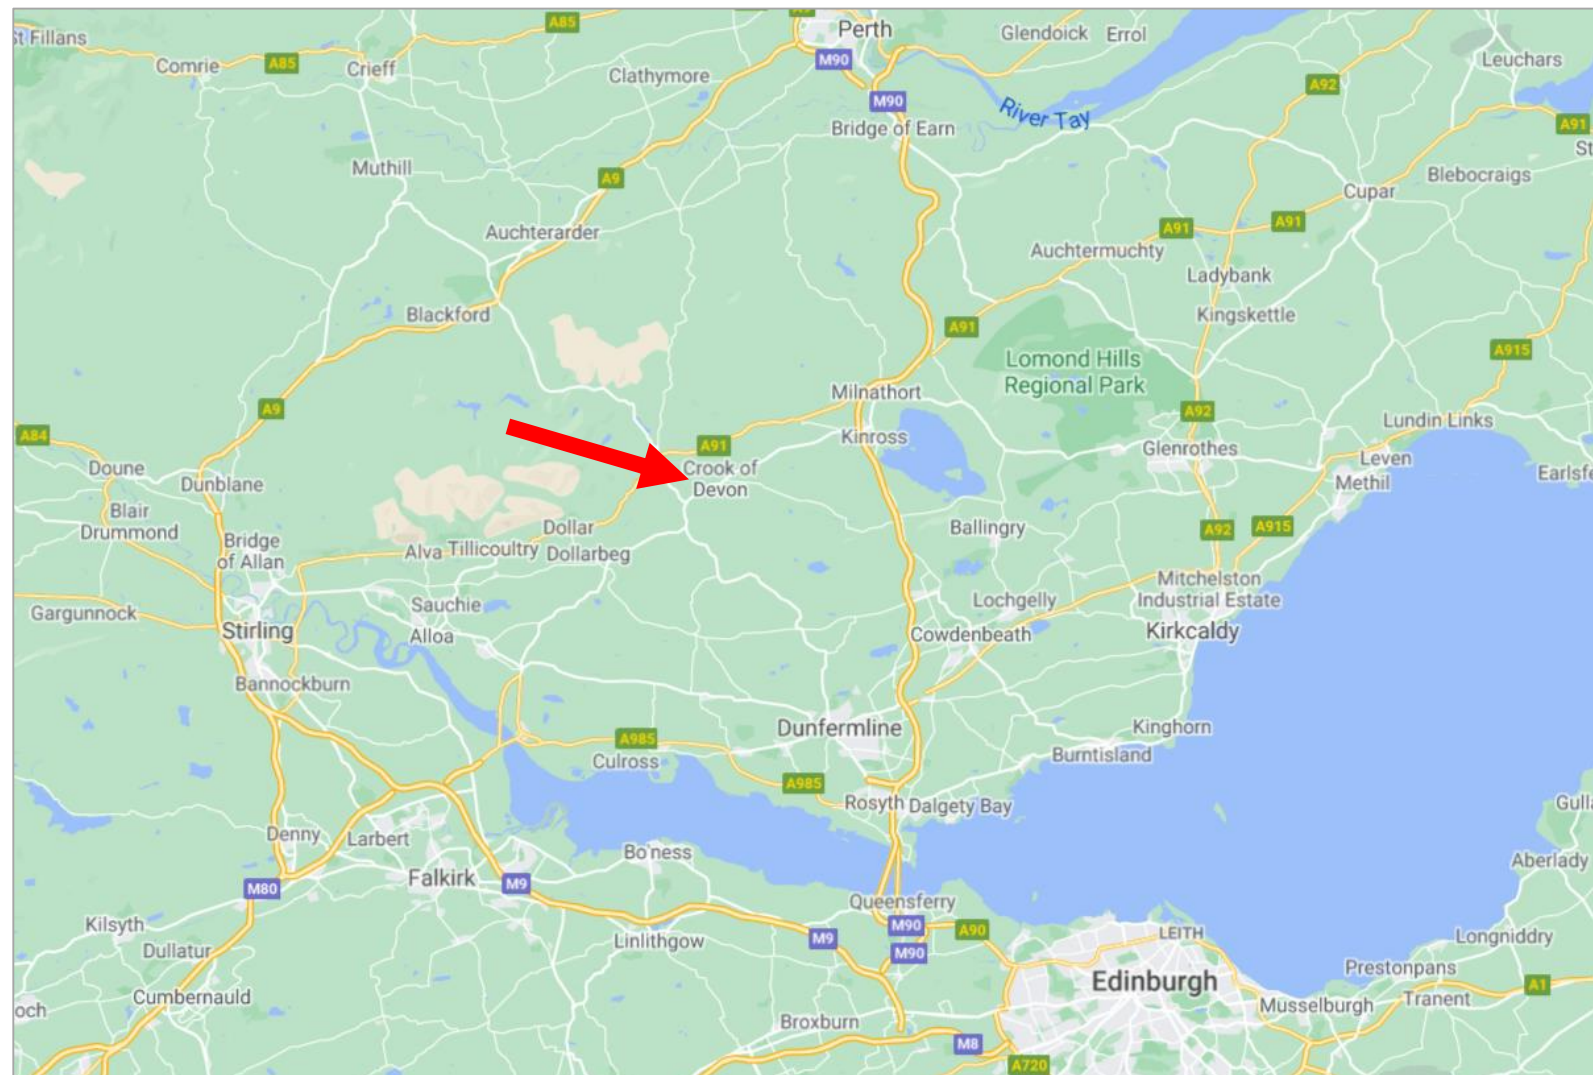 A85
A9
Perth
Glendoick
Errol
St Fillans
Comrie
A85
Crieff
Clathymore
M90
Leuchars
A92
M90
River Tay
Bridge of Earn
A91
St
Muthill
A9
Blebocraigs
Cupar
Auchterarder
A91
A91
Auchtermuchty
Ladybank
Blackford
A91
Kingskettle
Lomond Hills
Regional Park
A915
Milnathort
A9
A92
Lundin Links
A84
Kinross
A91
Glenrothes
Leven
Doune
Dunblane
Crook of
Devon
Methil
Earlsfe
Blair
Drummond
Dollar
Ballingry
A92
A915
Bridge
of Allan
Alva
Tillicoultry
Dollarbeg
Mitchelston
Industrial Estate
Gargunnock
Sauchie
Lochgelly
Stirling
Alloa
Cowdenbeath
Kirkcaldy
Bannockburn
Dunfermline
Kinghorn
A985
Culross
Burntisland
A985
Rosyth
Dalgety Bay
Gulla
Denny
Larbert
Bo'ness
Aberlady
Falkirk
M9
M80
Queensferry
Kilsyth
M90
A90
LEITH
Dullatur
Linlithgow
M9
M90
Longniddry
Edinburgh
Prestonpans
A1
Cumbernauld
Musselburgh
Tranent
och
Broxburn
M8
A720